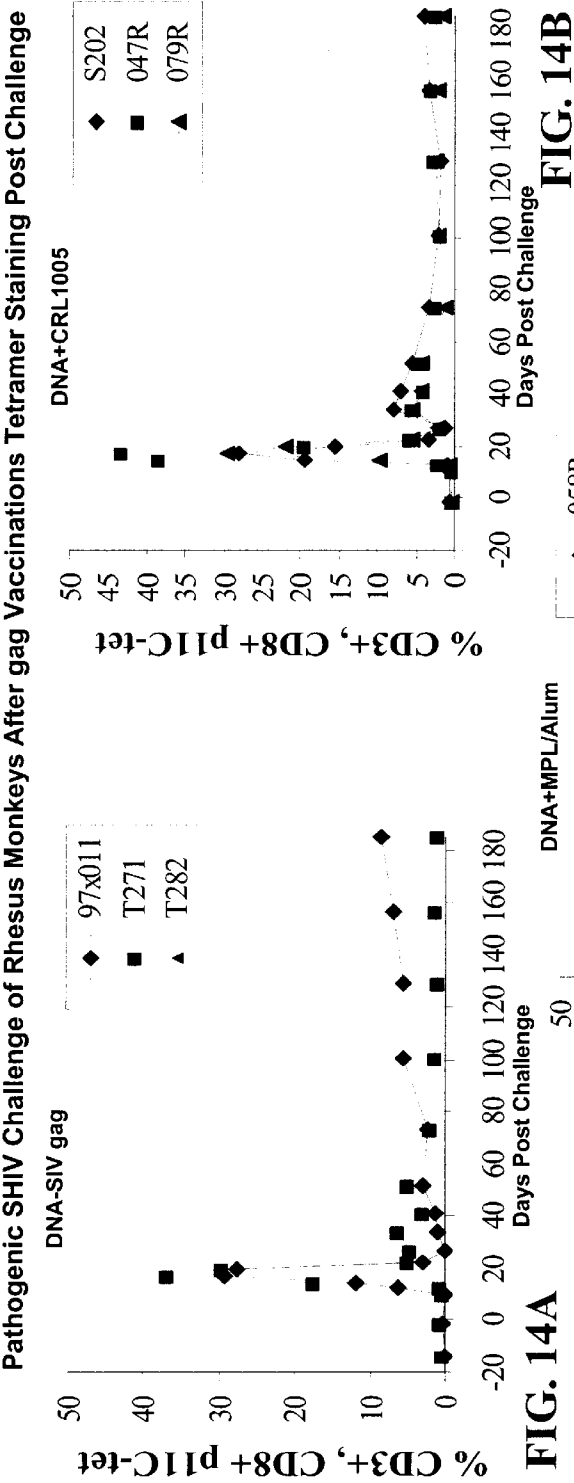 Pathogenic SHIV Challenge of Rhesus Monkeys After gag Vaccinations Tetramer Staining Post Challenge
DNA-SIV gag
97x011
T271
T282
50
40
30
20
10
0
% CD3+, CD8+ p11C-tet
-20 0 20 40 60 80 100 120 140 160 180
Days Post Challenge
FIG. 14A
DNA+CRL1005
S202
047R
079R
50
45
40
35
30
25
20
15
10
5
0
% CD3+, CD8+ p11C-tet
-20 0 20 40 60 80 100 120 140 160 180
Days Post Challenge
FIG. 14B
DNA+MPL/Alum
50